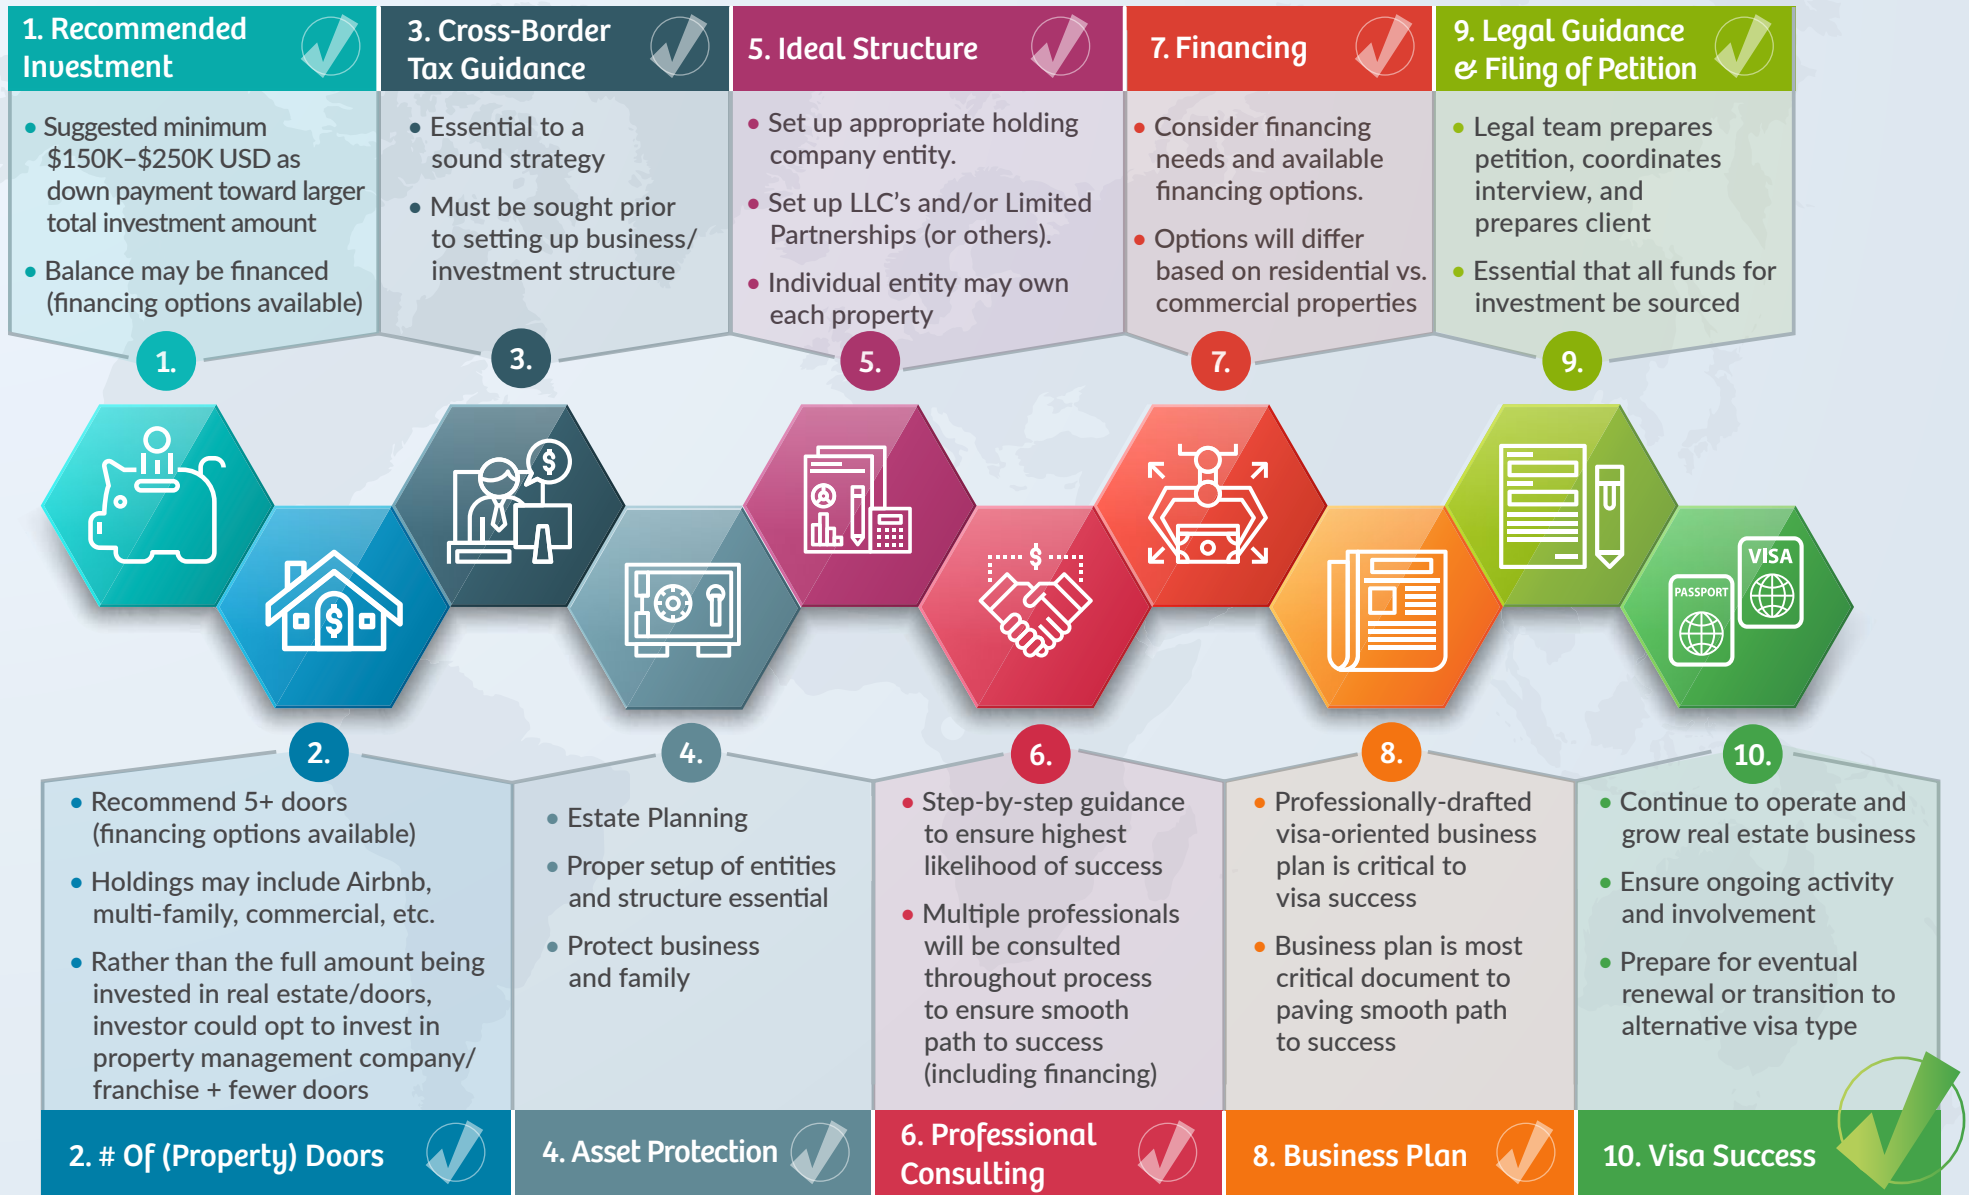 1. Recommended
Investment
• Suggested minimum
$150K–$250K USD as
down payment toward larger
total investment amount
• Balance may be financed
(financing options available)
1.
3. Cross-Border
Tax Guidance
• Essential to a
sound strategy
• Must be sought prior
to setting up business/
investment structure
3.
5. Ideal Structure
• Set up appropriate holding
company entity.
• Set up LLC’s and/or Limited
Partnerships (or others).
• Individual entity may own
each property
5.
7. Financing
• Consider financing
needs and available
financing options.
• Options will differ
based on residential vs.
commercial properties
7.
9. Legal Guidance
& Filing of Petition
• Legal team prepares
petition, coordinates
interview, and
prepares client
• Essential that all funds for
investment be sourced
9.
$
$
$
VISA
PASSPORT
2.
• Recommend 5+ doors
(financing options available)
• Holdings may include Airbnb,
multi-family, commercial, etc.
• Rather than the full amount being
invested in real estate/doors,
investor could opt to invest in
property management company/
franchise + fewer doors
2. # Of (Property) Doors
4.
• Estate Planning
• Proper setup of entities
and structure essential
• Protect business
and family
4. Asset Protection
6.
• Step-by-step guidance
to ensure highest
likelihood of success
• Multiple professionals
will be consulted
throughout process
to ensure smooth
path to success
(including financing)
6. Professional
Consulting
8.
• Professionally-drafted
visa-oriented business
plan is critical to
visa success
• Business plan is most
critical document to
paving smooth path
to success
8. Business Plan
10.
• Continue to operate and
grow real estate business
• Ensure ongoing activity
and involvement
• Prepare for eventual
renewal or transition to
alternative visa type
10. Visa Success